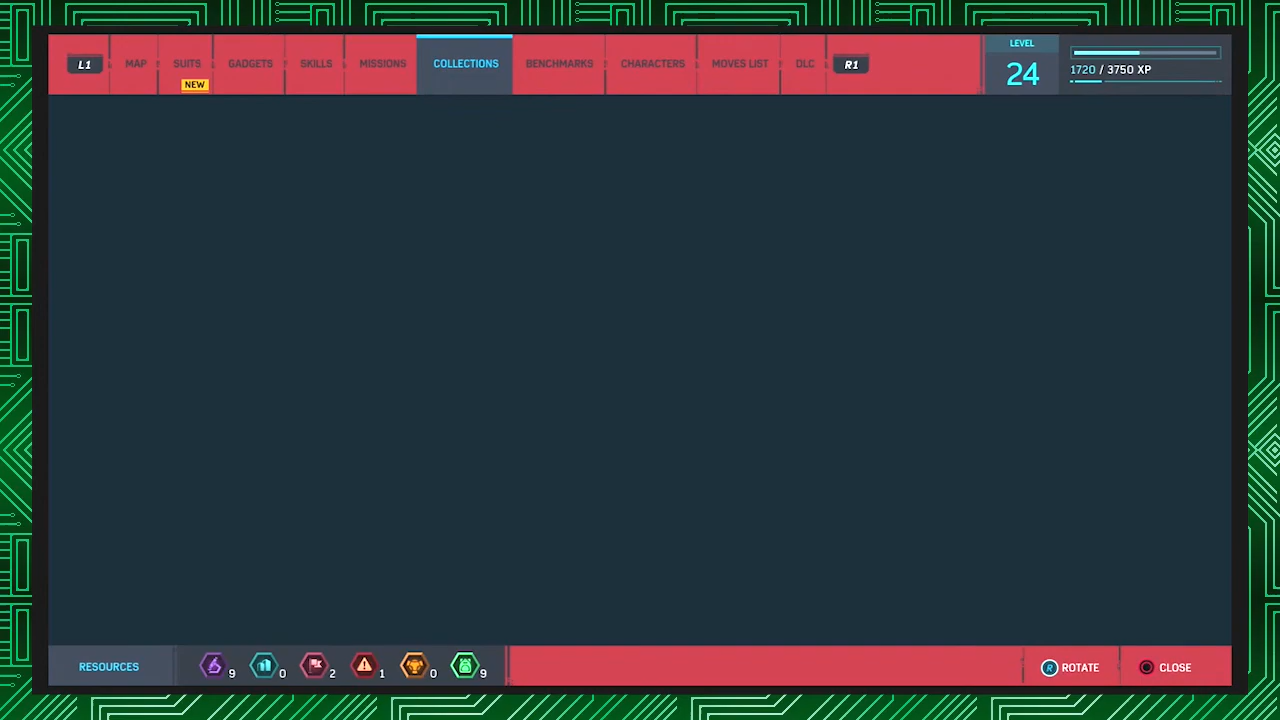 L1 MAP SUITS GADGETS SKILLS MISSIONS COLLECTIONS BENCHMARKS CHARACTERS MOVES LIST DLC R1
NEW
LEVEL
24
1720 / 3750 XP
RESOURCES 9 0 2 1 0 9 R ROTATE CLOSE